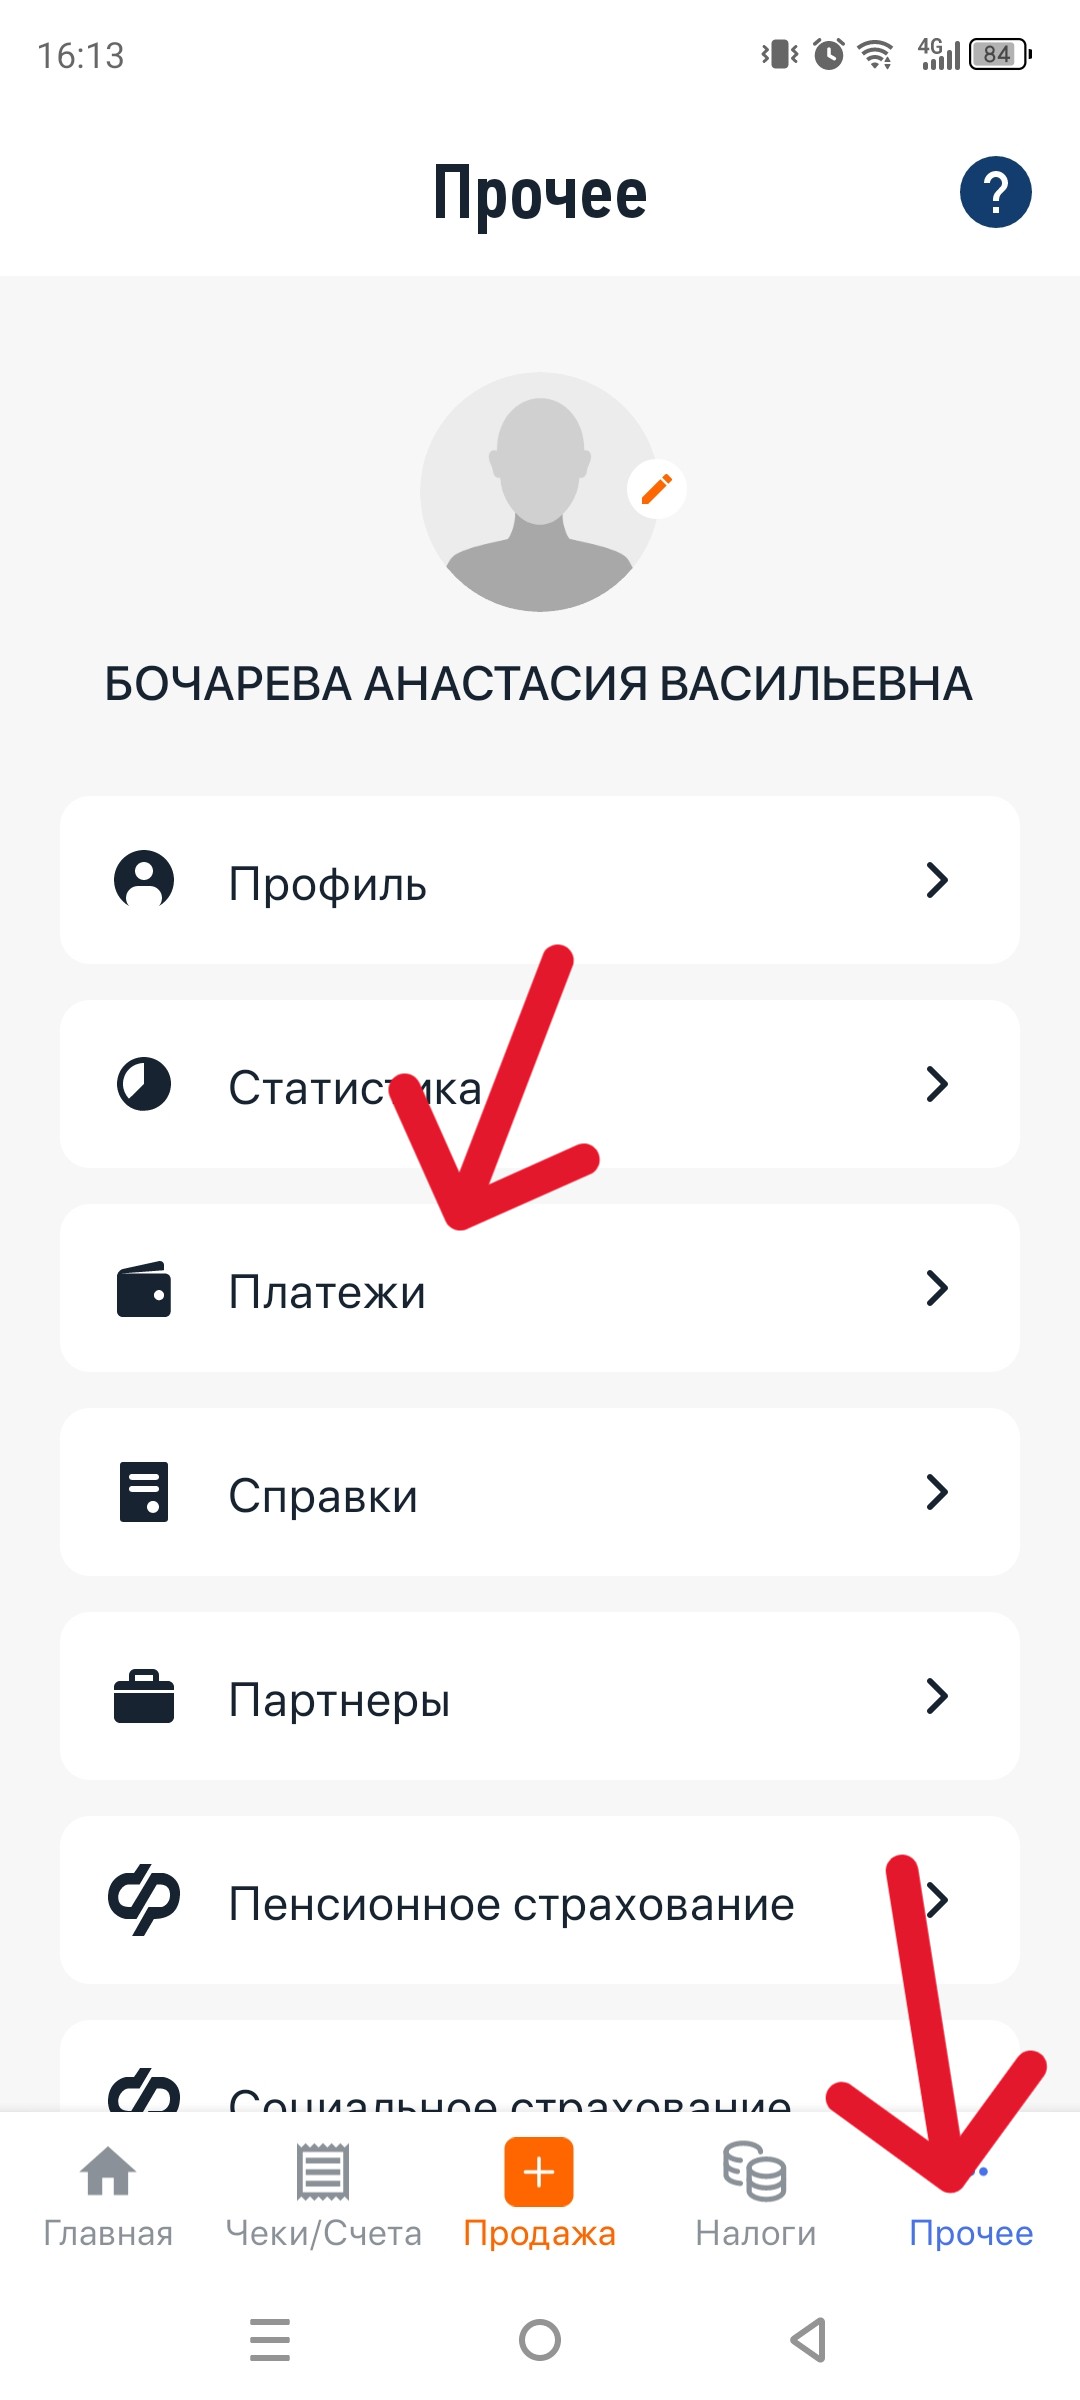 16:13
4G
84
Прочее
?
БОЧАРЕВА АНАСТАСИЯ ВАСИЛЬЕВНА
Профиль
Статистика
Платежи
Справки
Партнеры
Пенсионное страхование
Социальное страхование
Главная
Чеки/Счета
Продажа
Налоги
Прочее